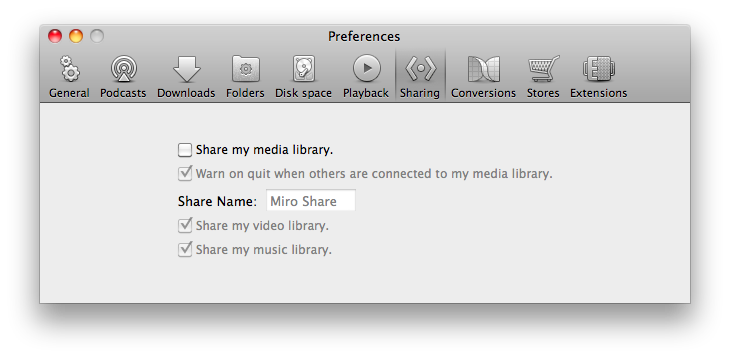 Preferences
General Podcasts Downloads Folders Disk space Playback Sharing Conversions Stores Extensions
Share my media library.
Warn on quit when others are connected to my media library.
Share Name: Miro Share
Share my video library.
Share my music library.